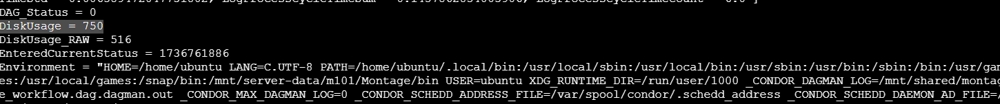 DAG_Status = 0
DiskUsage = 750
DiskUsage_RAW = 516
EnteredCurrentStatus = 1736761886
Environment = "HOME=/home/ubuntu LANG=C.UTF-8 PATH=/home/ubuntu/.local/bin:/usr/local/sbin:/usr/local/bin:/usr/sbin:/usr/bin:/sbin:/bin:/usr/gam
es:/usr/local/games:/snap/bin:/mnt/server-data/m101/Montage/bin USER=ubuntu XDG_RUNTIME_DIR=/run/user/1000 _CONDOR_DAGMAN_LOG=/mnt/shared/montag
e_workflow.dag.dagman.out _CONDOR_MAX_DAGMAN_LOG=0 _CONDOR_SCHEDD_ADDRESS_FILE=/var/spool/condor/.schedd_address _CONDOR_SCHEDD_DAEMON_AD_FILE=/